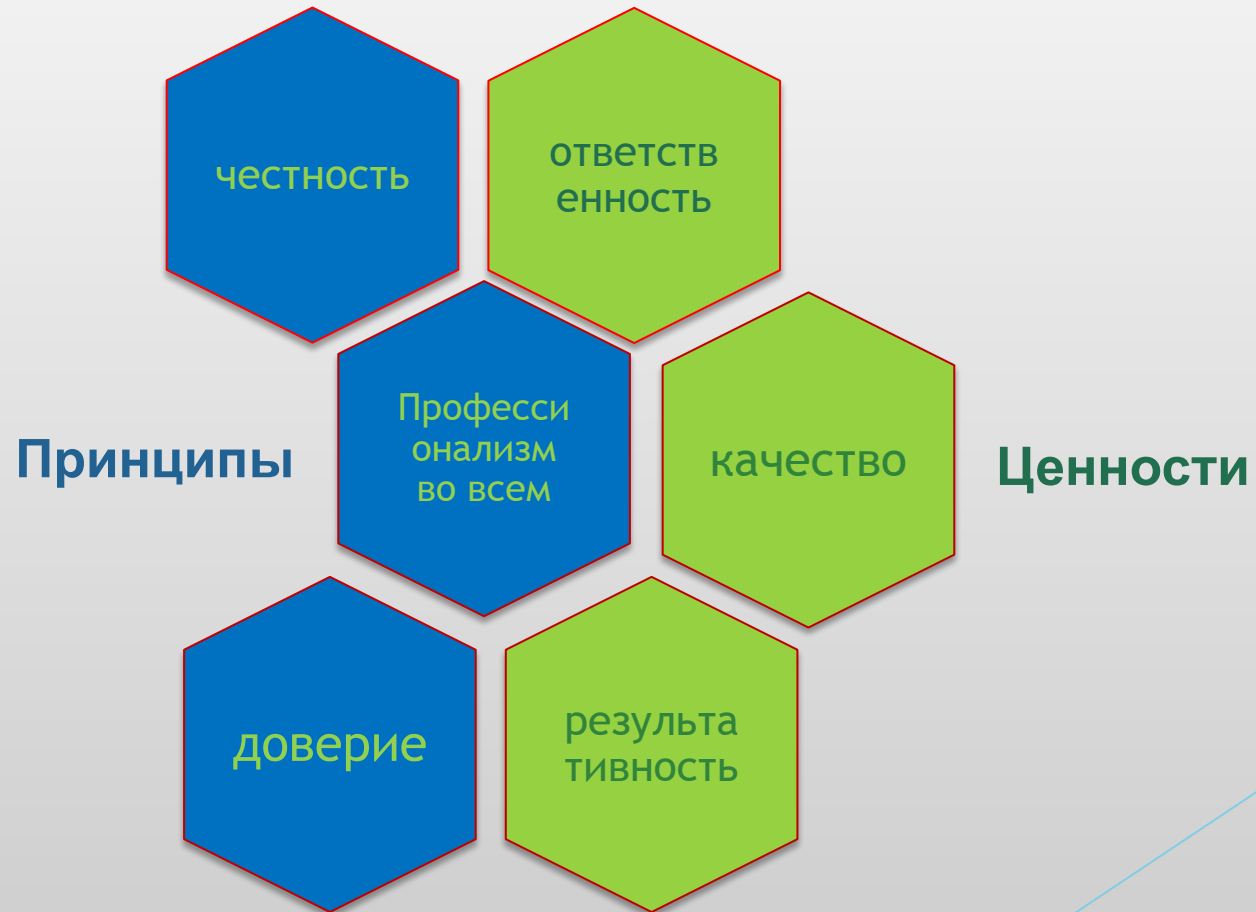 честность
ответств
енность
Принципы
Професси
онализм
во всем
качество
Ценности
доверие
результа
тивность